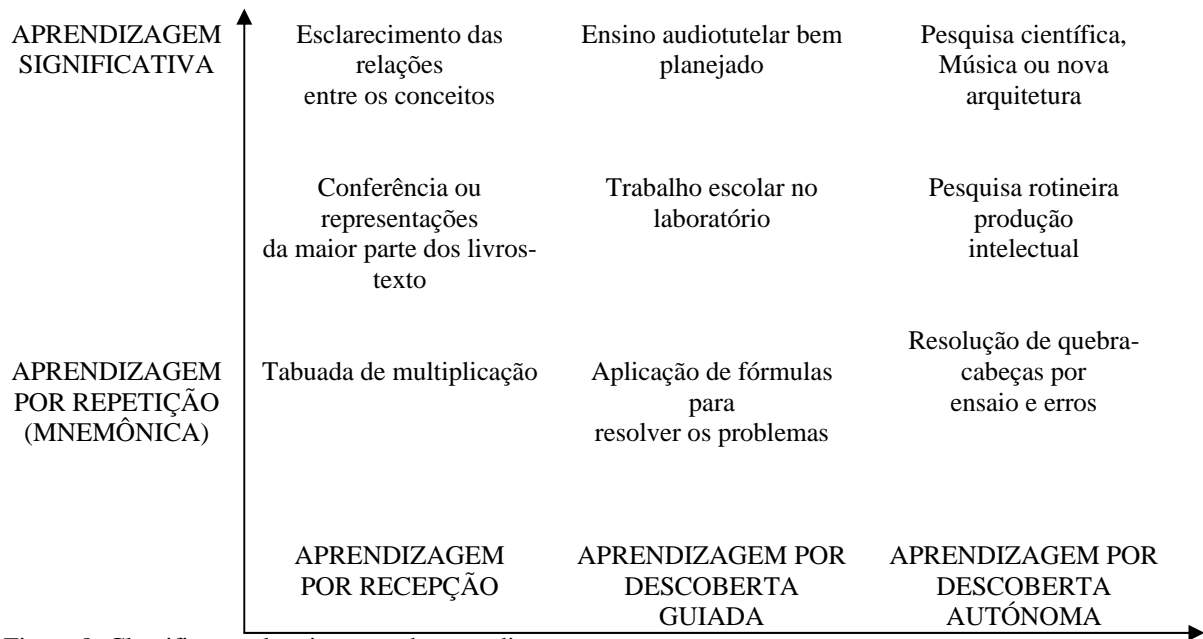 APRENDIZAGEM
SIGNIFICATIVA
Esclarecimento das
relações
entre os conceitos
Ensino audiotutelar bem
planejado
Pesquisa científica,
Música ou nova
arquitetura
Conferência ou
representações
da maior parte dos livros-
texto
Trabalho escolar no
laboratório
Pesquisa rotineira
produção
intelectual
APRENDIZAGEM
POR REPETIÇÃO
(MNEMÔNICA)
Tabuada de multiplicação
Aplicação de fórmulas
para
resolver os problemas
Resolução de quebra-
cabeças por
ensaio e erros
APRENDIZAGEM
POR RECEPÇÃO
APRENDIZAGEM POR
DESCOBERTA
GUIADA
APRENDIZAGEM POR
DESCOBERTA
AUTÓNOMA